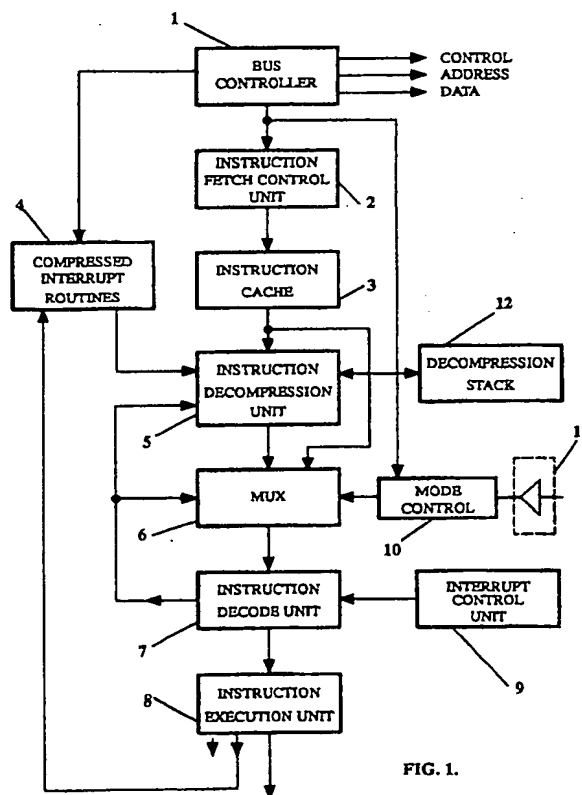 1
BUS
CONTROLLER
CONTROL
ADDRESS
DATA
INSTRUCTION
FETCH CONTROL
UNIT
2
4
COMPRESSED
INTERRUPT
ROUTINES
INSTRUCTION
CACHE
3
12
INSTRUCTION
DECOMPRESSION
UNIT
5
DECOMPRESSION
STACK
1
MUX
6
MODE
CONTROL
10
INSTRUCTION
DECODE UNIT
7
INTERRUPT
CONTROL
UNIT
9
INSTRUCTION
EXECUTION UNIT
8
FIG. 1.